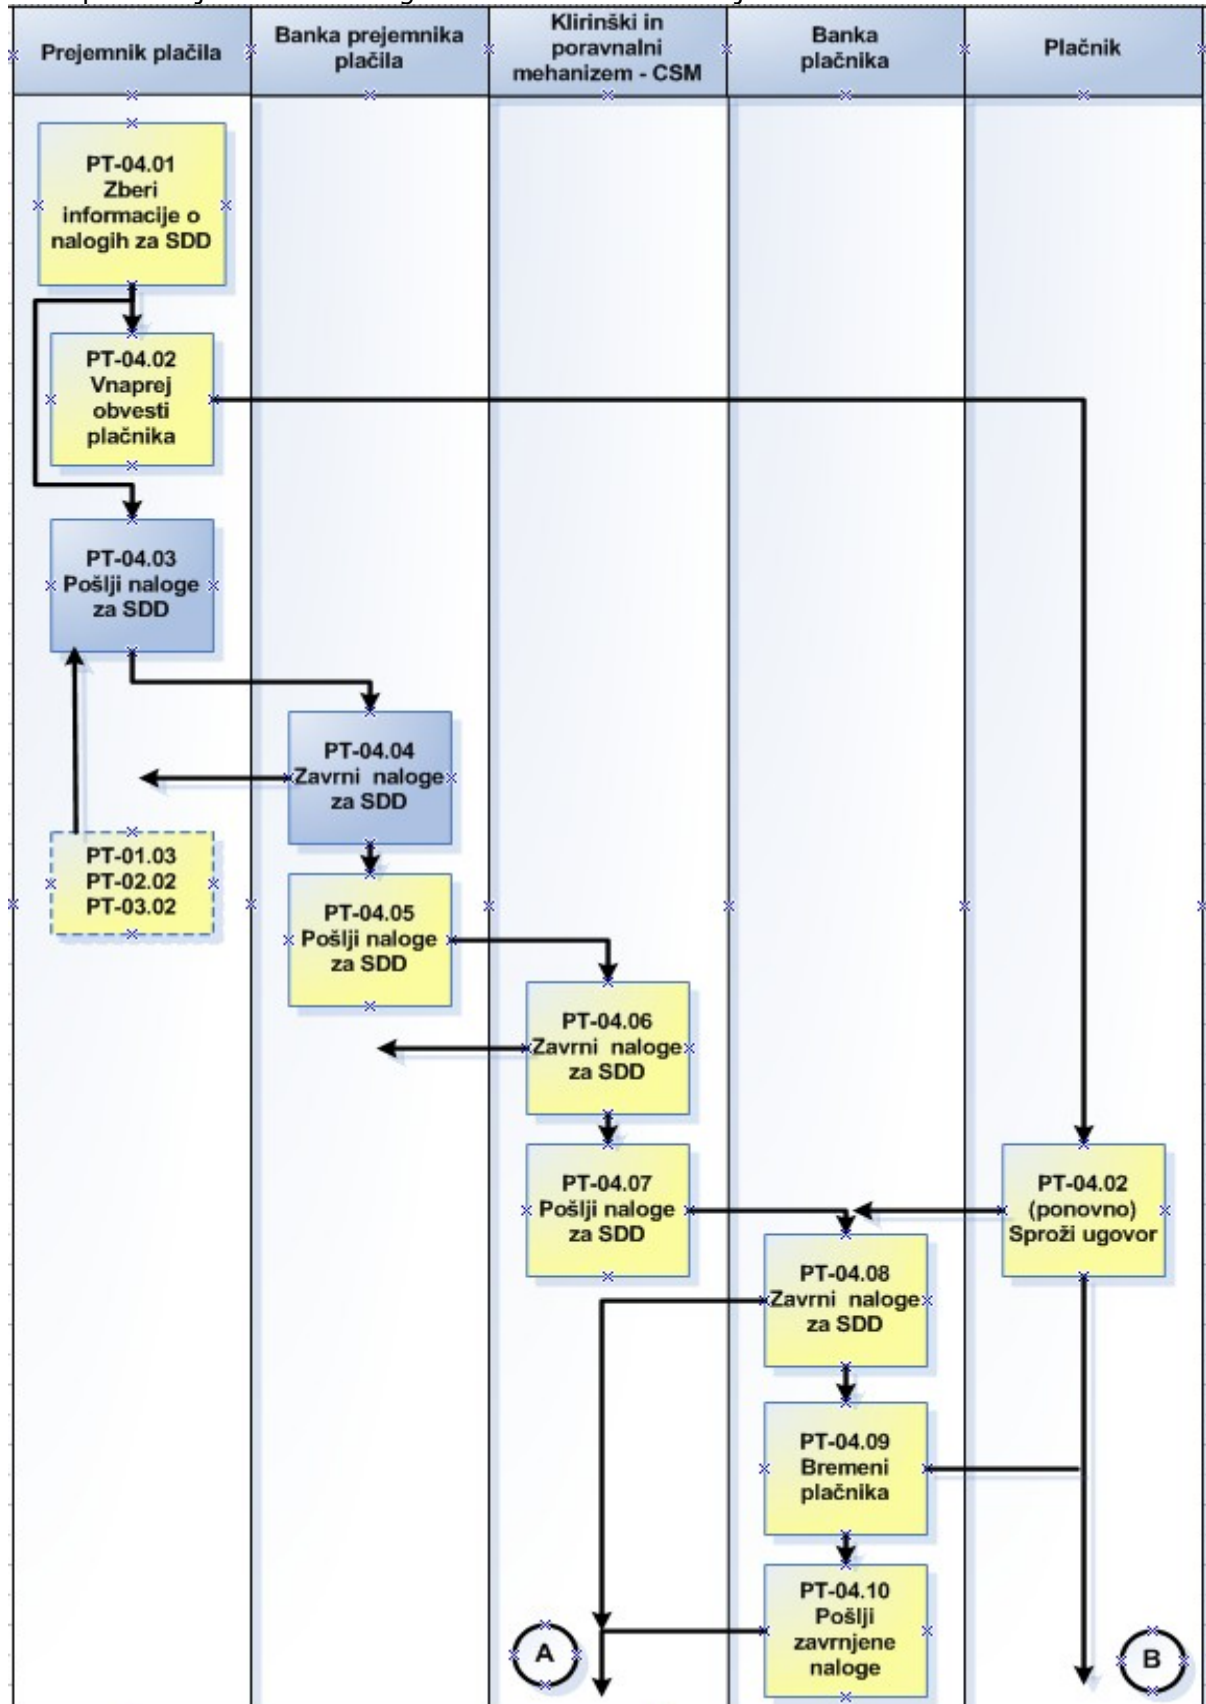 Prejemnik plačila
Banka prejemnika
plačila
Klirinški in
poravnalni
mehanizem - CSM
Banka
plačnika
Plačnik
PT-04.01
Zberi
informacije o
nalogih za SDD
PT-04.02
Vnaprej
obvesti
plačnika
PT-04.03
Pošlji naloge
za SDD
PT-04.04
Zavrni naloge
za SDD
PT-01.03
PT-02.02
PT-03.02
PT-04.05
Pošlji naloge
za SDD
PT-04.06
Zavrni naloge
za SDD
PT-04.07
Pošlji naloge
za SDD
PT-04.02
(ponovno)
Sproži ugovor
PT-04.08
Zavrni naloge
za SDD
PT-04.09
Bremeni
plačnika
PT-04.10
Pošlji
zavrnjene
naloge
A
B